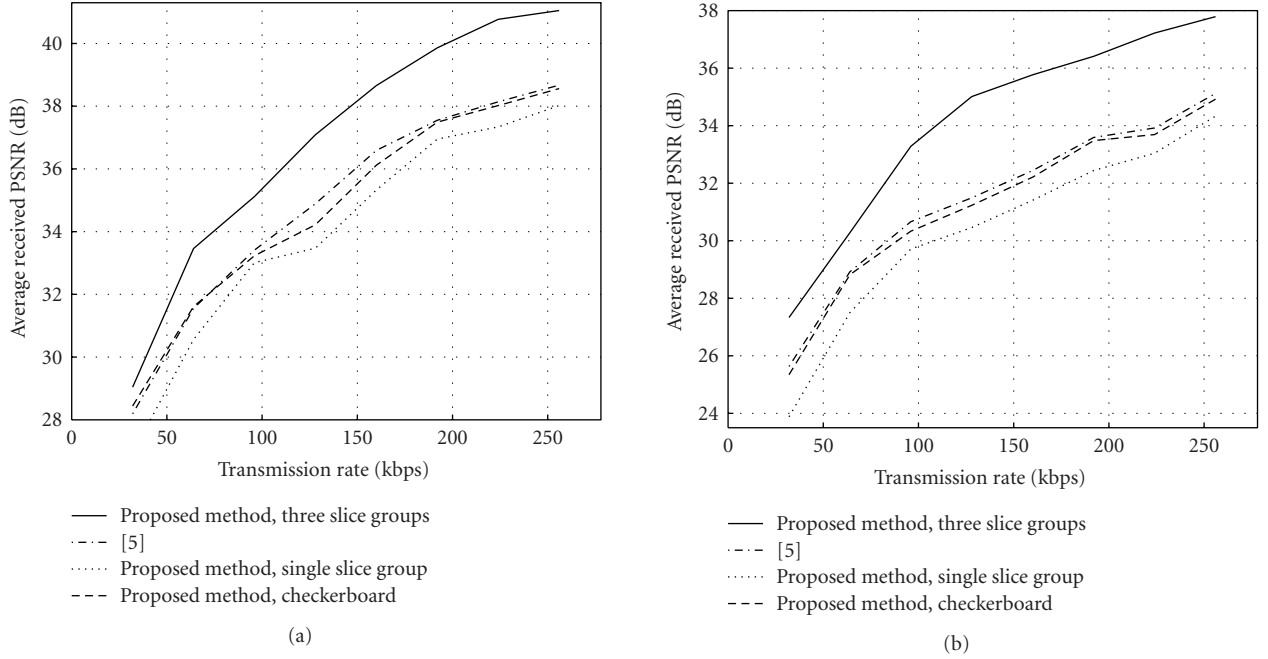 40
38
36
34
32
30
28
Average received PSNR (dB)
0 50 100 150 200 250
Transmission rate (kbps)
Proposed method, three slice groups
[5]
Proposed method, single slice group
Proposed method, checkerboard
(a)
38
36
34
32
30
28
26
24
Average received PSNR (dB)
0 50 100 150 200 250
Transmission rate (kbps)
Proposed method, three slice groups
[5]
Proposed method, single slice group
Proposed method, checkerboard
(b)